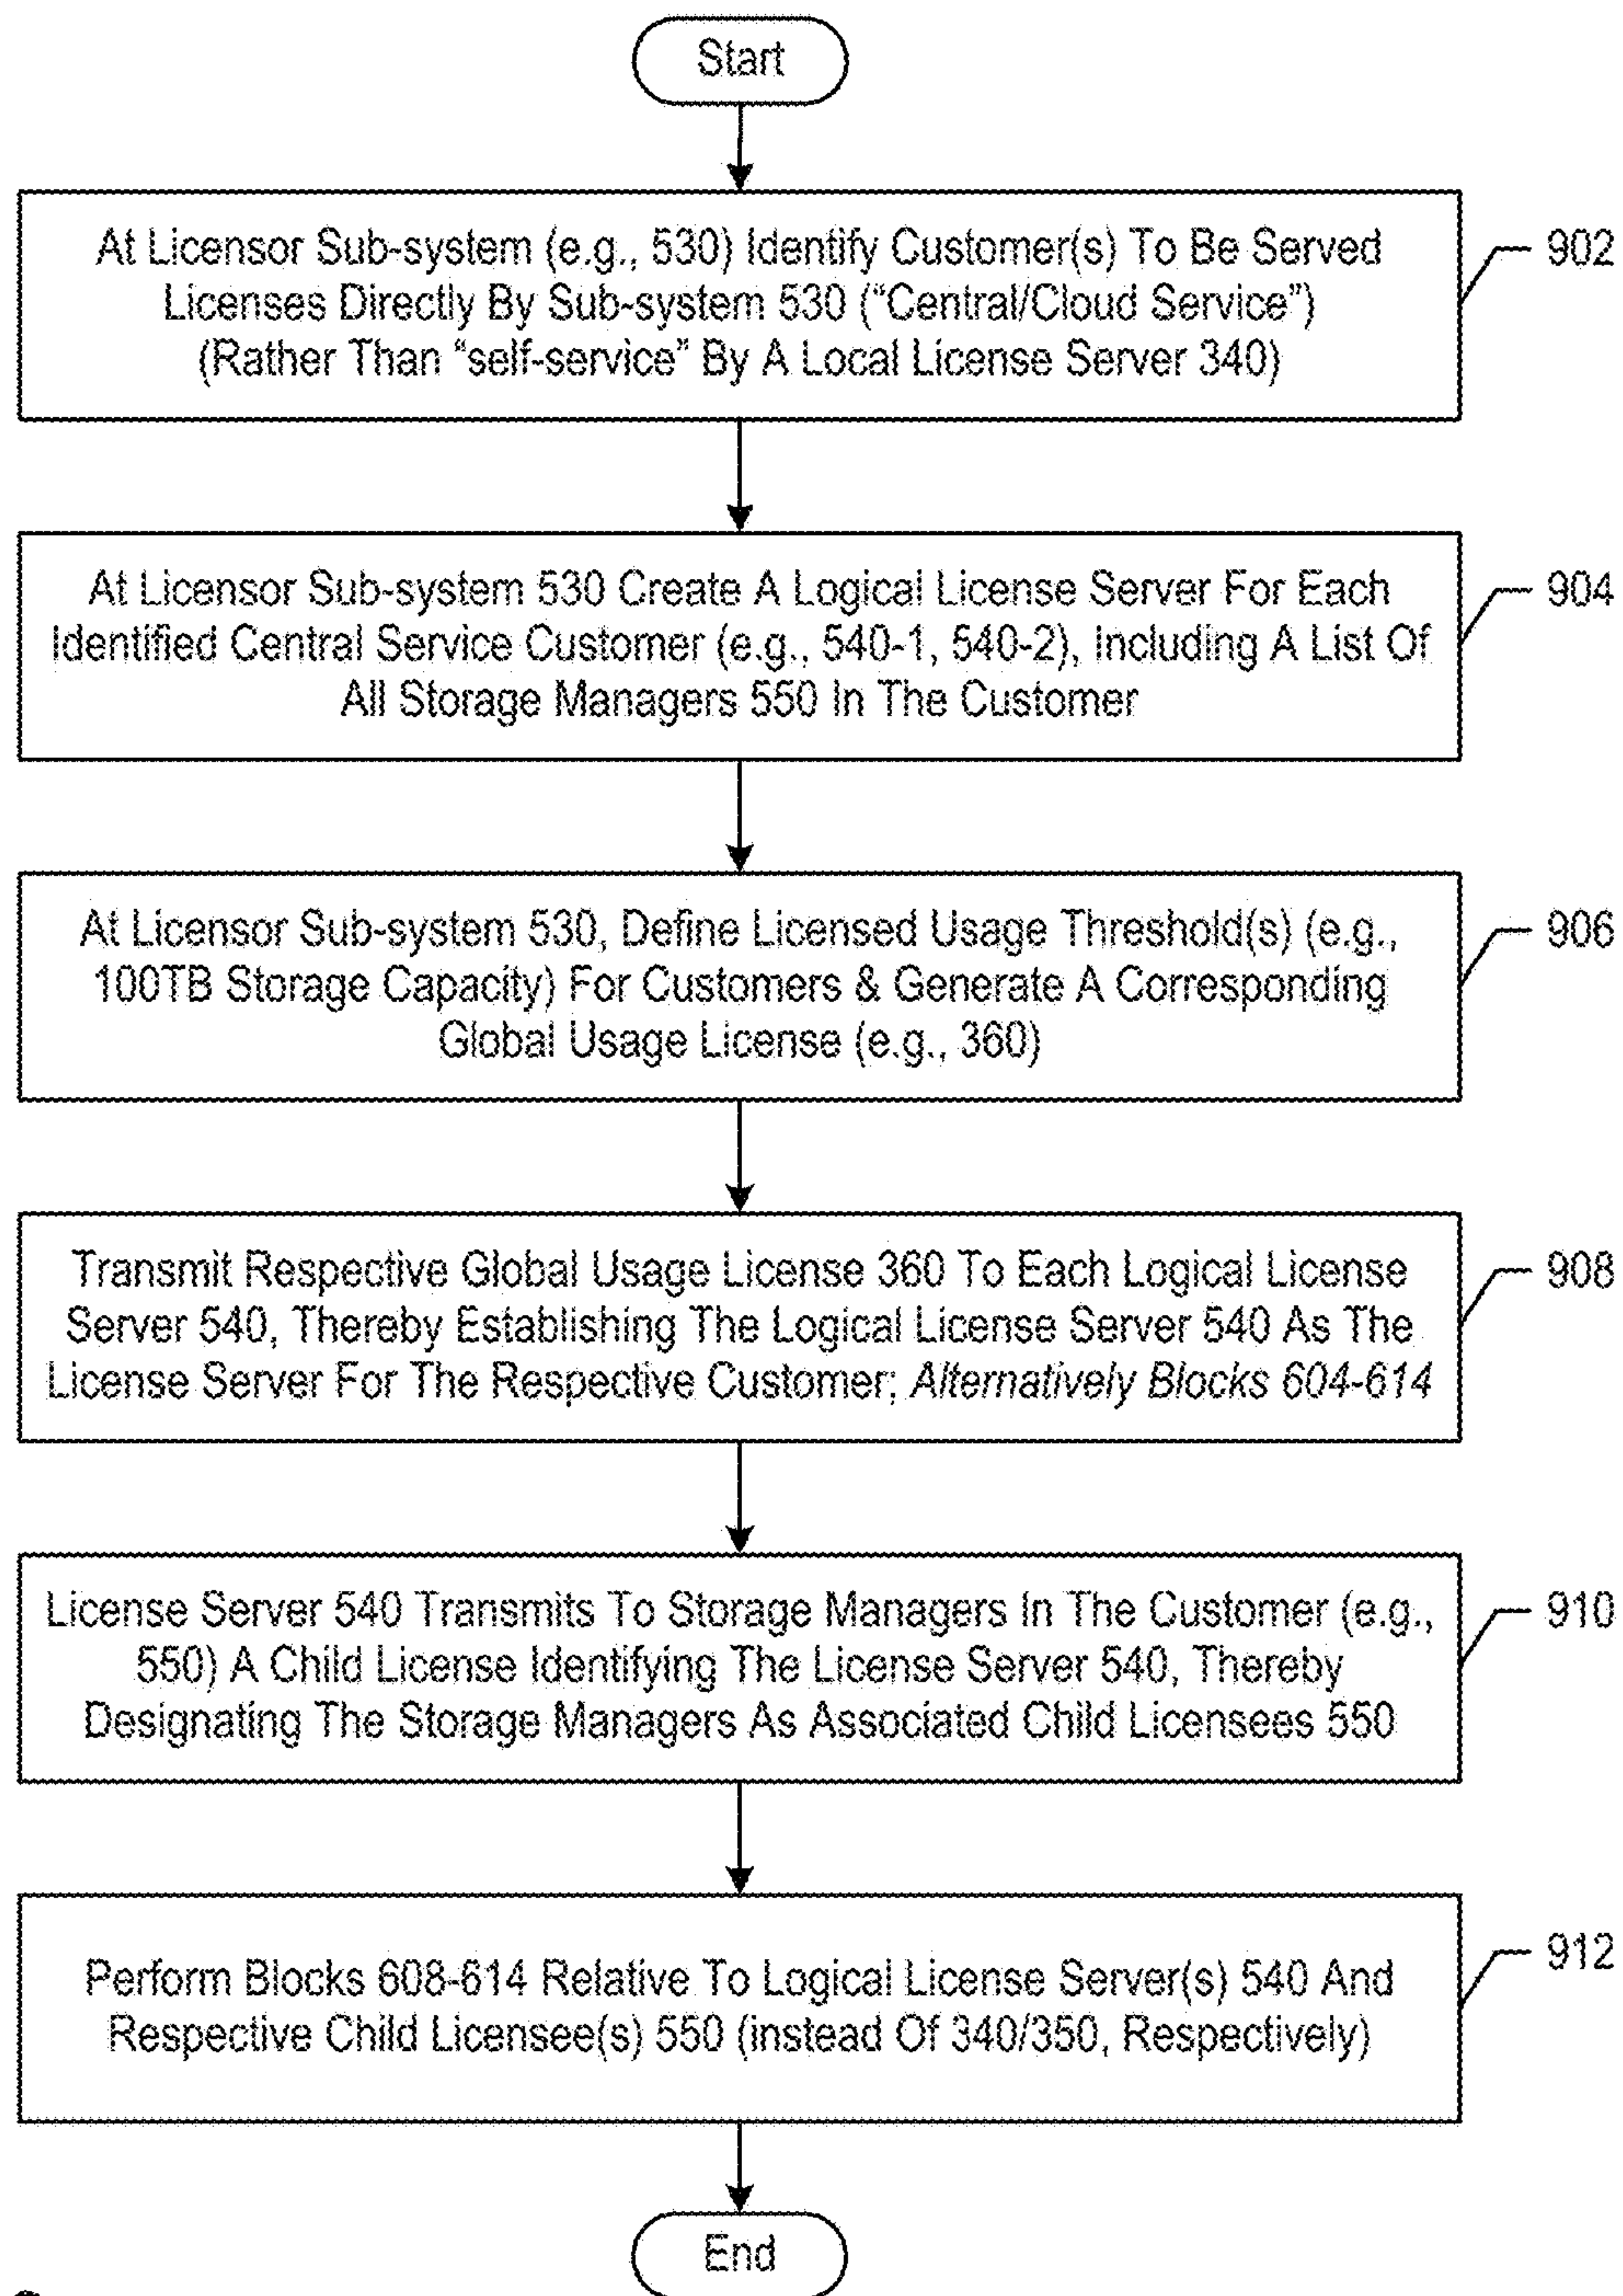 Start
At Licensor Sub-system (e.g., 530) Identify Customer(s) To Be Served
Licenses Directly By Sub-system 530 (“Central/Cloud Service”)
(Rather Than “self-service” By A Local License Server 340)
902
At Licensor Sub-system 530 Create A Logical License Server For Each
Identified Central Service Customer (e.g., 540-1, 540-2), Including A List Of
All Storage Managers 550 In The Customer
904
At Licensor Sub-system 530, Define Licensed Usage Threshold(s) (e.g.,
100TB Storage Capacity) For Customers & Generate A Corresponding
Global Usage License (e.g., 360)
906
Transmit Respective Global Usage License 360 To Each Logical License
Server 540, Thereby Establishing The Logical License Server 540 As The
License Server For The Respective Customer; Alternatively Blocks 604-614
908
License Server 540 Transmits To Storage Managers In The Customer (e.g.,
550) A Child License Identifying The License Server 540, Thereby
Designating The Storage Managers As Associated Child Licensees 550
910
Perform Blocks 608-614 Relative To Logical License Server(s) 540 And
Respective Child Licensee(s) 550 (instead Of 340/350, Respectively)
912
End